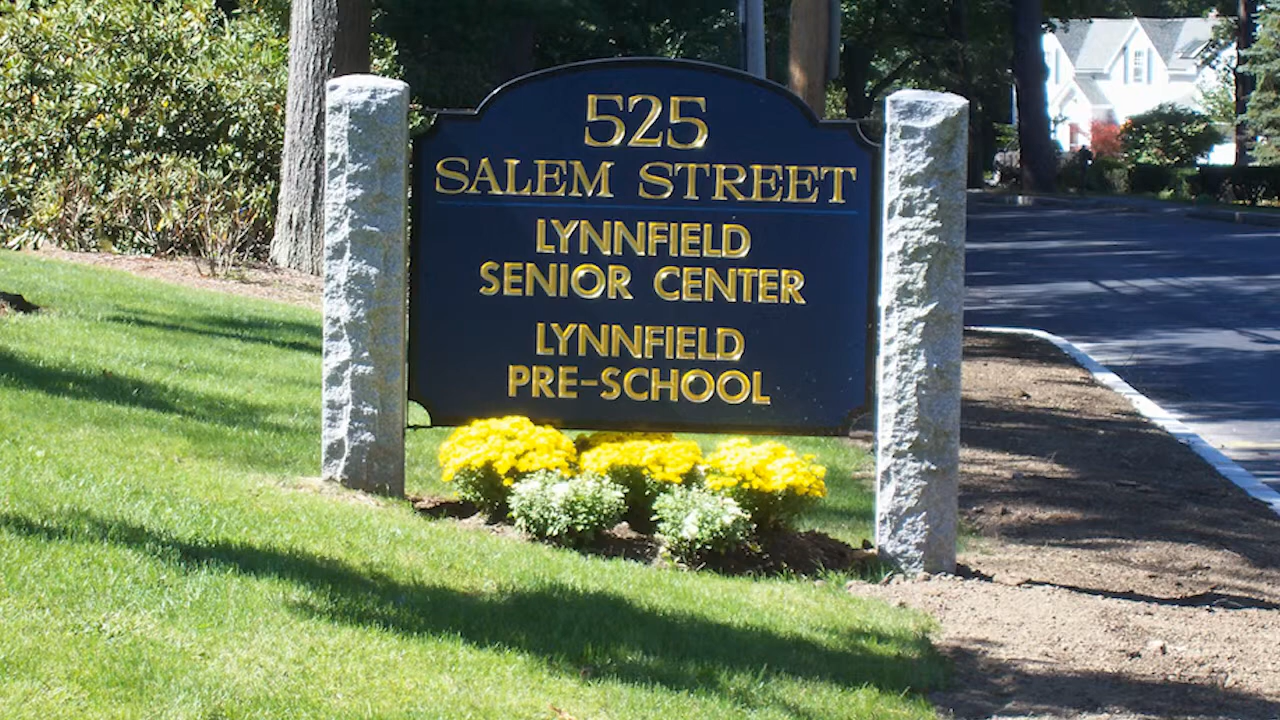 525
SALEM STREET
LYNNFIELD
SENIOR CENTER
LYNNFIELD
PRE-SCHOOL